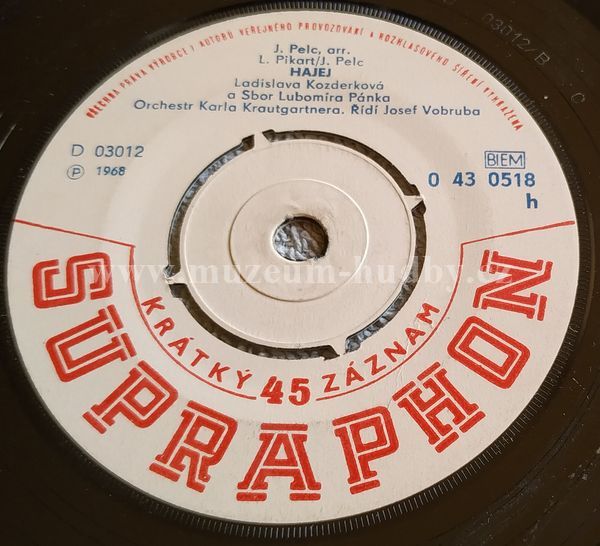 VŠECHNA PRÁVA VÝROBCE I AUTORŮ VEŘEJNÉHO PROVOZOVÁNÍ A ROZHLASOVÉHO ŠÍŘENÍ VYHRAŽENA
03012/B
J. Pelc, arr.
L. Pikart/J. Pelc
HAJEJ
Ladislava Kozderková
a Sbor Lubomíra Pánka
Orchestr Karla Krautgartnera. Řídí Josef Vobruba
D 03012
Ⓟ 1968
BIEM
0 43 0518
h
www.muzeum-hudby.cz
KRÁTKÝ 45 ZÁZNAM
SUPRAPHON